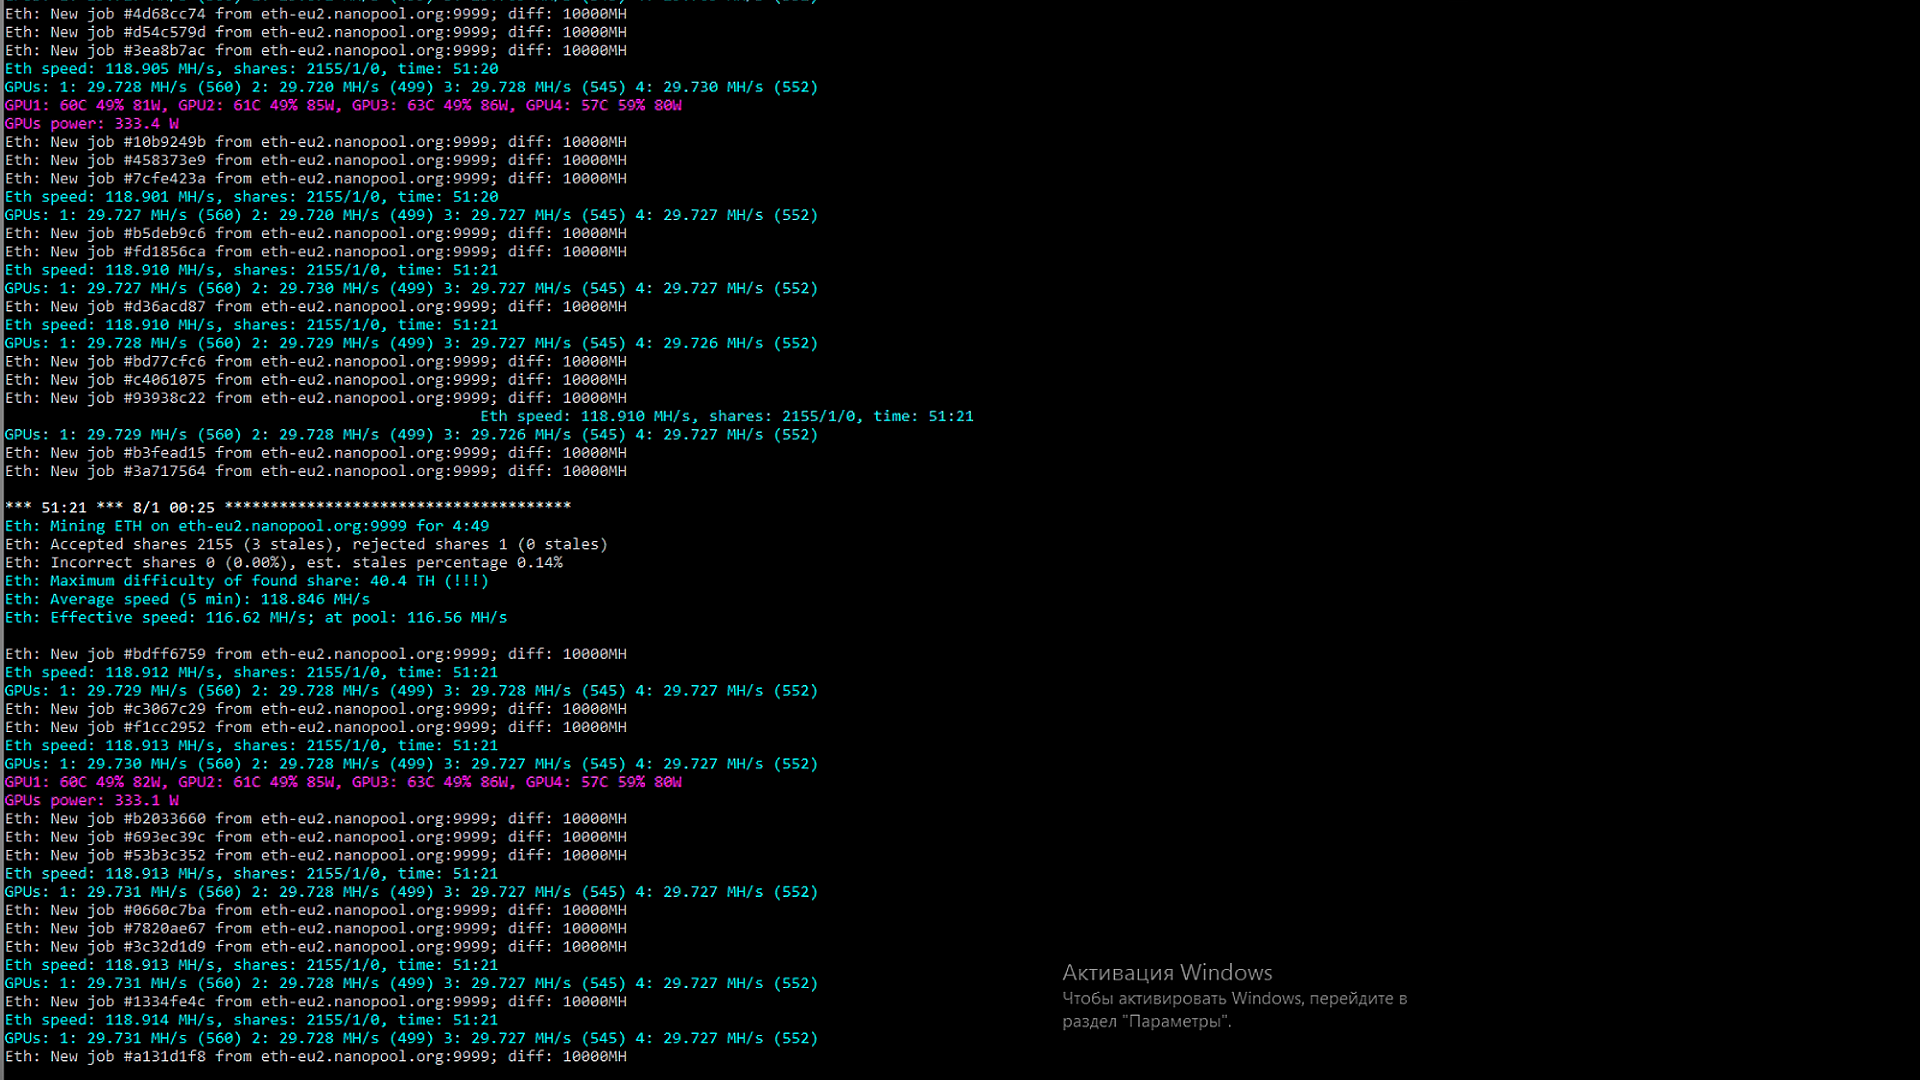 Eth: New job #4d68cc74 from eth-eu2.nanopool.org:9999; diff: 10000MH
Eth: New job #d54c579d from eth-eu2.nanopool.org:9999; diff: 10000MH
Eth: New job #3ea8b7ac from eth-eu2.nanopool.org:9999; diff: 10000MH
Eth speed: 118.905 MH/s, shares: 2155/1/0, time: 51:20
GPUs: 1: 29.728 MH/s (560) 2: 29.720 MH/s (499) 3: 29.728 MH/s (545) 4: 29.730 MH/s (552)
GPU1: 60C 49% 81W, GPU2: 61C 49% 85W, GPU3: 63C 49% 86W, GPU4: 57C 59% 80W
GPUs power: 333.4 W
Eth: New job #10b9249b from eth-eu2.nanopool.org:9999; diff: 10000MH
Eth: New job #458373e9 from eth-eu2.nanopool.org:9999; diff: 10000MH
Eth: New job #7cfe423a from eth-eu2.nanopool.org:9999; diff: 10000MH
Eth speed: 118.901 MH/s, shares: 2155/1/0, time: 51:20
GPUs: 1: 29.727 MH/s (560) 2: 29.720 MH/s (499) 3: 29.727 MH/s (545) 4: 29.727 MH/s (552)
Eth: New job #b5deb9c6 from eth-eu2.nanopool.org:9999; diff: 10000MH
Eth: New job #fd1856ca from eth-eu2.nanopool.org:9999; diff: 10000MH
Eth speed: 118.910 MH/s, shares: 2155/1/0, time: 51:21
GPUs: 1: 29.727 MH/s (560) 2: 29.730 MH/s (499) 3: 29.727 MH/s (545) 4: 29.727 MH/s (552)
Eth: New job #d36acd87 from eth-eu2.nanopool.org:9999; diff: 10000MH
Eth speed: 118.910 MH/s, shares: 2155/1/0, time: 51:21
GPUs: 1: 29.728 MH/s (560) 2: 29.729 MH/s (499) 3: 29.727 MH/s (545) 4: 29.726 MH/s (552)
Eth: New job #bd77cfc6 from eth-eu2.nanopool.org:9999; diff: 10000MH
Eth: New job #c4061075 from eth-eu2.nanopool.org:9999; diff: 10000MH
Eth: New job #93938c22 from eth-eu2.nanopool.org:9999; diff: 10000MH
Eth speed: 118.910 MH/s, shares: 2155/1/0, time: 51:21
GPUs: 1: 29.729 MH/s (560) 2: 29.728 MH/s (499) 3: 29.726 MH/s (545) 4: 29.727 MH/s (552)
Eth: New job #b3fead15 from eth-eu2.nanopool.org:9999; diff: 10000MH
Eth: New job #3a717564 from eth-eu2.nanopool.org:9999; diff: 10000MH
*** 51:21 *** 8/1 00:25 **************************************
Eth: Mining ETH on eth-eu2.nanopool.org:9999 for 4:49
Eth: Accepted shares 2155 (3 stales), rejected shares 1 (0 stales)
Eth: Incorrect shares 0 (0.00%), est. stales percentage 0.14%
Eth: Maximum difficulty of found share: 40.4 TH (!!!)
Eth: Average speed (5 min): 118.846 MH/s
Eth: Effective speed: 116.62 MH/s; at pool: 116.56 MH/s
Eth: New job #bdff6759 from eth-eu2.nanopool.org:9999; diff: 10000MH
Eth speed: 118.912 MH/s, shares: 2155/1/0, time: 51:21
GPUs: 1: 29.729 MH/s (560) 2: 29.728 MH/s (499) 3: 29.728 MH/s (545) 4: 29.727 MH/s (552)
Eth: New job #c3067c29 from eth-eu2.nanopool.org:9999; diff: 10000MH
Eth: New job #f1cc2952 from eth-eu2.nanopool.org:9999; diff: 10000MH
Eth speed: 118.913 MH/s, shares: 2155/1/0, time: 51:21
GPUs: 1: 29.730 MH/s (560) 2: 29.728 MH/s (499) 3: 29.727 MH/s (545) 4: 29.727 MH/s (552)
GPU1: 60C 49% 82W, GPU2: 61C 49% 85W, GPU3: 63C 49% 86W, GPU4: 57C 59% 80W
GPUs power: 333.1 W
Eth: New job #b2033660 from eth-eu2.nanopool.org:9999; diff: 10000MH
Eth: New job #693ec39c from eth-eu2.nanopool.org:9999; diff: 10000MH
Eth: New job #53b3c352 from eth-eu2.nanopool.org:9999; diff: 10000MH
Eth speed: 118.913 MH/s, shares: 2155/1/0, time: 51:21
GPUs: 1: 29.731 MH/s (560) 2: 29.728 MH/s (499) 3: 29.727 MH/s (545) 4: 29.727 MH/s (552)
Eth: New job #0660c7ba from eth-eu2.nanopool.org:9999; diff: 10000MH
Eth: New job #7820ae67 from eth-eu2.nanopool.org:9999; diff: 10000MH
Eth: New job #3c32d1d9 from eth-eu2.nanopool.org:9999; diff: 10000MH
Eth speed: 118.913 MH/s, shares: 2155/1/0, time: 51:21
GPUs: 1: 29.731 MH/s (560) 2: 29.728 MH/s (499) 3: 29.727 MH/s (545) 4: 29.727 MH/s (552)
Eth: New job #1334fe4c from eth-eu2.nanopool.org:9999; diff: 10000MH
Eth speed: 118.914 MH/s, shares: 2155/1/0, time: 51:21
GPUs: 1: 29.731 MH/s (560) 2: 29.728 MH/s (499) 3: 29.727 MH/s (545) 4: 29.727 MH/s (552)
Eth: New job #a131d1f8 from eth-eu2.nanopool.org:9999; diff: 10000MH
Активация Windows
Чтобы активировать Windows, перейдите в
раздел "Параметры".